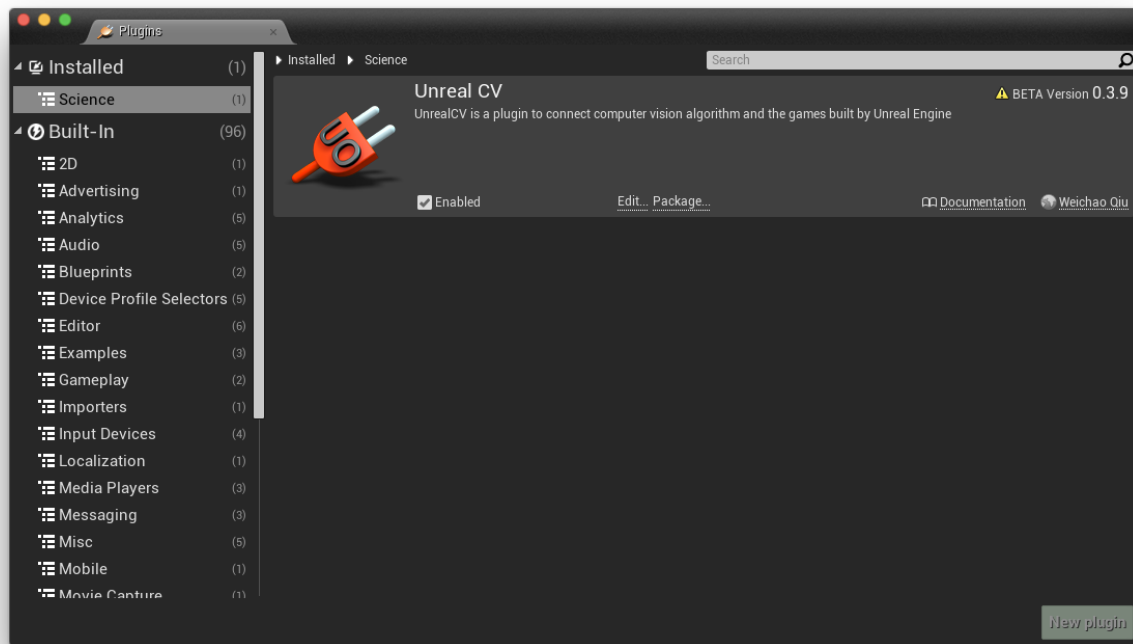 Plugins
Installed (1)
Science (1)
Built-In (96)
2D (1)
Advertising (1)
Analytics (5)
Audio (5)
Blueprints (2)
Device Profile Selectors (5)
Editor (6)
Examples (3)
Gameplay (2)
Importers (1)
Input Devices (4)
Localization (1)
Media Players (3)
Messaging (3)
Misc (5)
Mobile (1)
Movie Capture (1)
Installed Science
Search
Unreal CV
BETA Version 0.3.9
UnrealCV is a plugin to connect computer vision algorithm and the games built by Unreal Engine
UO
Enabled Edit... Package... Documentation Weichao Qiu
New plugin